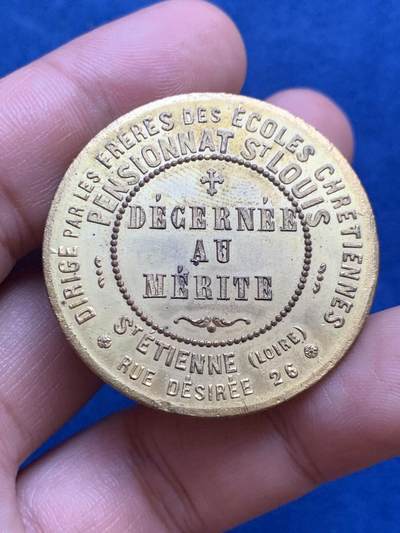 DIRIGÉ PAR LES FRÈRES DES ÉCOLES CHRÉTIENNES
PENSIONNAT ST LOUIS
DÉCERNÉE
AU
MÉRITE
ST ÉTIENNE (LOIRE)
RUE DÉSIRÉE 26